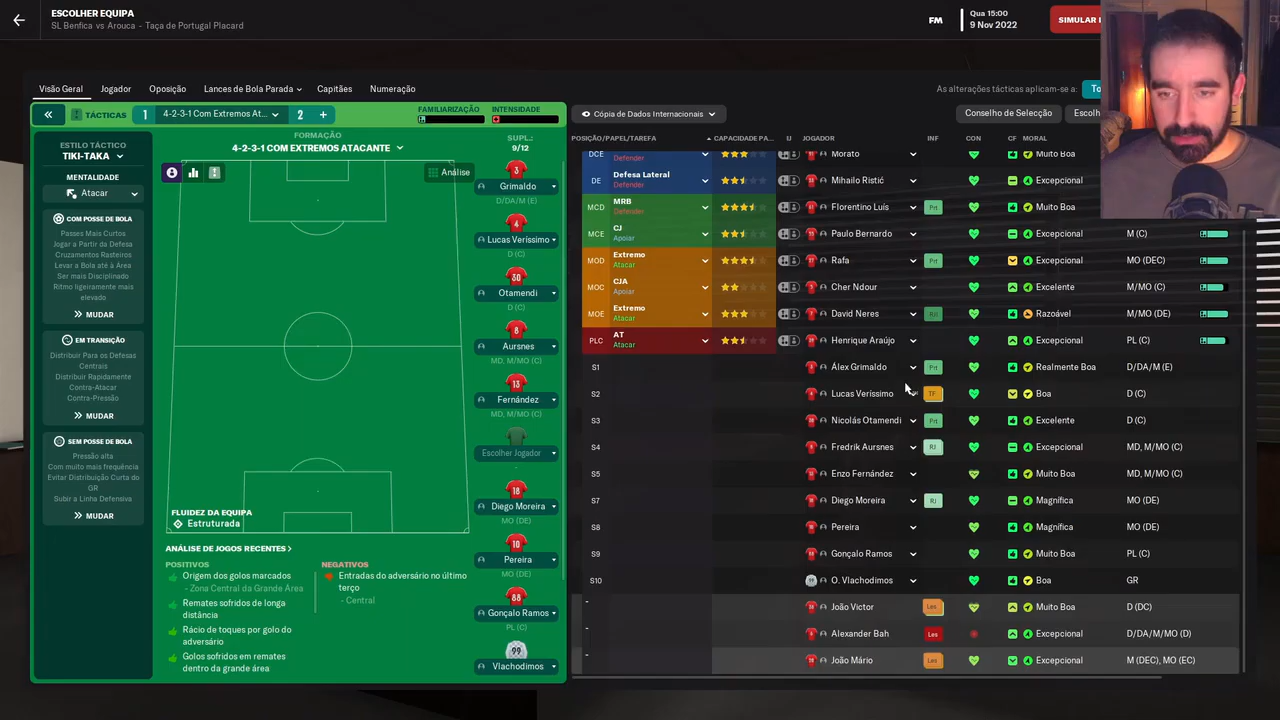 ESCOLHER EQUIPA
SL Benfica vs Arouca - Taça de Portugal Placard
FM
Qua 15:00
9 Nov 2022
SIMULAR
Visão Geral
Jogador
Oposição
Lances de Bola Parada
Capitães
Numeração
As alterações tácticas aplicam-se a:
TÁCTICAS
1
4-2-3-1 Com Extremos At...
2
+
FAMILIARIZAÇÃO
INTENSIDADE
Cópia de Dados Internacionais
Conselho de Selecção
ESTILO TÁCTICO
TIKI-TAKA
MENTALIDADE
Atacar
COM POSSE DE BOLA
Passes Mais Curtos
Jogar a Partir da Defesa
Cruzamentos Rasteiros
Levar a Bola até à Área
Ser mais Disciplinado
Ritmo ligeiramente mais
elevado
MUDAR
EM TRANSIÇÃO
Distribuir Para os Defesas
Centrais
Distribuir Rapidamente
Contra-Atacar
Contra-Pressão
MUDAR
SEM POSSE DE BOLA
Pressão alta
Com muito mais frequência
Evitar Distribuição Curta do
GR
Subir a Linha Defensiva
MUDAR
FORMAÇÃO
4-2-3-1 COM EXTREMOS ATACANTE
Análise
FLUIDEZ DA EQUIPA
Estruturada
ANÁLISE DE JOGOS RECENTES
POSITIVOS
Origem dos golos marcados
- Zona Central da Grande Área
Remates sofridos de longa
distância
Rácio de toques por golo do
adversário
Golos sofridos em remates
dentro da grande área
NEGATIVOS
Entradas do adversário no último
terço
- Central
SUPL.:
9/12
3
Grimaldo
D/DA/M (E)
4
Lucas Veríssimo
D (C)
30
Otamendi
D (C)
8
Aursnes
MD, M/MO (C)
13
Fernández
MD, M/MO (C)
Escolher Jogador
-
18
Diego Moreira
MO (DE)
10
Pereira
MO (DE)
88
Gonçalo Ramos
PL (C)
99
Vlachodimos
POSIÇÃO/PAPEL/TAREFA
CAPACIDADE PA...
JOGADOR
INF
CON
CF
MORAL
DCE Defender Morato Muito Boa
DE Defesa Lateral Defender Mihailo Ristić Excepcional
MCD MRB Defender Florentino Luís Prt Muito Boa
MCE CJ Apoiar Paulo Bernardo Excepcional M (C)
MOD Extremo Atacar Rafa Prt Excepcional MO (DEC)
MOC CJA Apoiar Cher Ndour Excelente M/MO (C)
MOE Extremo Atacar David Neres Razoável M/MO (DE)
PLC AT Atacar Henrique Araújo Excepcional PL (C)
S1 Álex Grimaldo Prt Realmente Boa D/DA/M (E)
S2 Lucas Veríssimo TF Boa D (C)
S3 Nicolás Otamendi Prt Excelente D (C)
S4 Fredrik Aursnes RJ Excepcional MD, M/MO (C)
S5 Enzo Fernández Muito Boa MD, M/MO (C)
S7 Diego Moreira RJ Magnífica MO (DE)
S8 Pereira Magnífica MO (DE)
S9 Gonçalo Ramos Muito Boa PL (C)
S10 O. Vlachodimos Boa GR
- João Victor Les Muito Boa D (DC)
- Alexander Bah Les Excepcional D/DA/M/MO (D)
- João Mário Les Excepcional M (DEC), MO (EC)